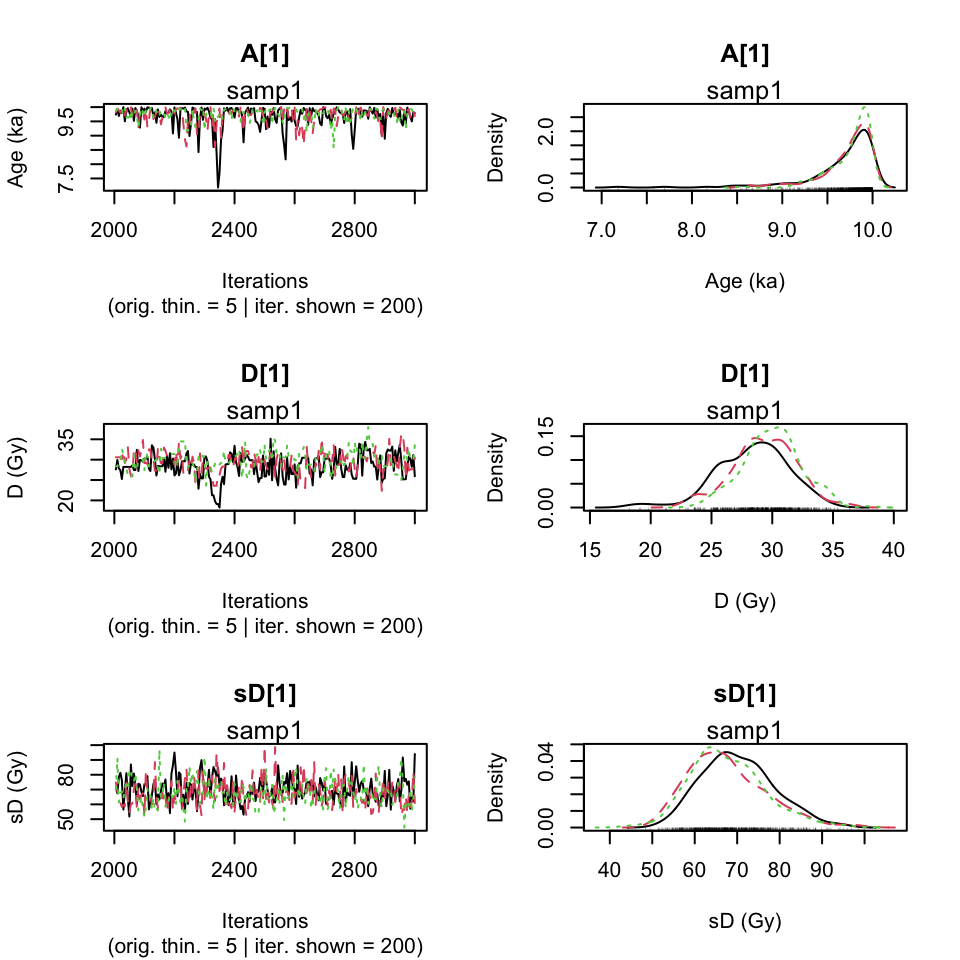 A[1]
samp1
Age (ka)
9.5
7.5
2000 2400 2800
Iterations
(orig. thin. = 5 | iter. shown = 200)
A[1]
samp1
Density
2.0
0.0
7.0 8.0 9.0 10.0
Age (ka)
D[1]
samp1
D (Gy)
35
20
2000 2400 2800
Iterations
(orig. thin. = 5 | iter. shown = 200)
D[1]
samp1
Density
0.15
0.00
15 20 25 30 35 40
D (Gy)
sD[1]
samp1
sD (Gy)
80
50
2000 2400 2800
Iterations
(orig. thin. = 5 | iter. shown = 200)
sD[1]
samp1
Density
0.04
0.00
40 50 60 70 80 90
sD (Gy)